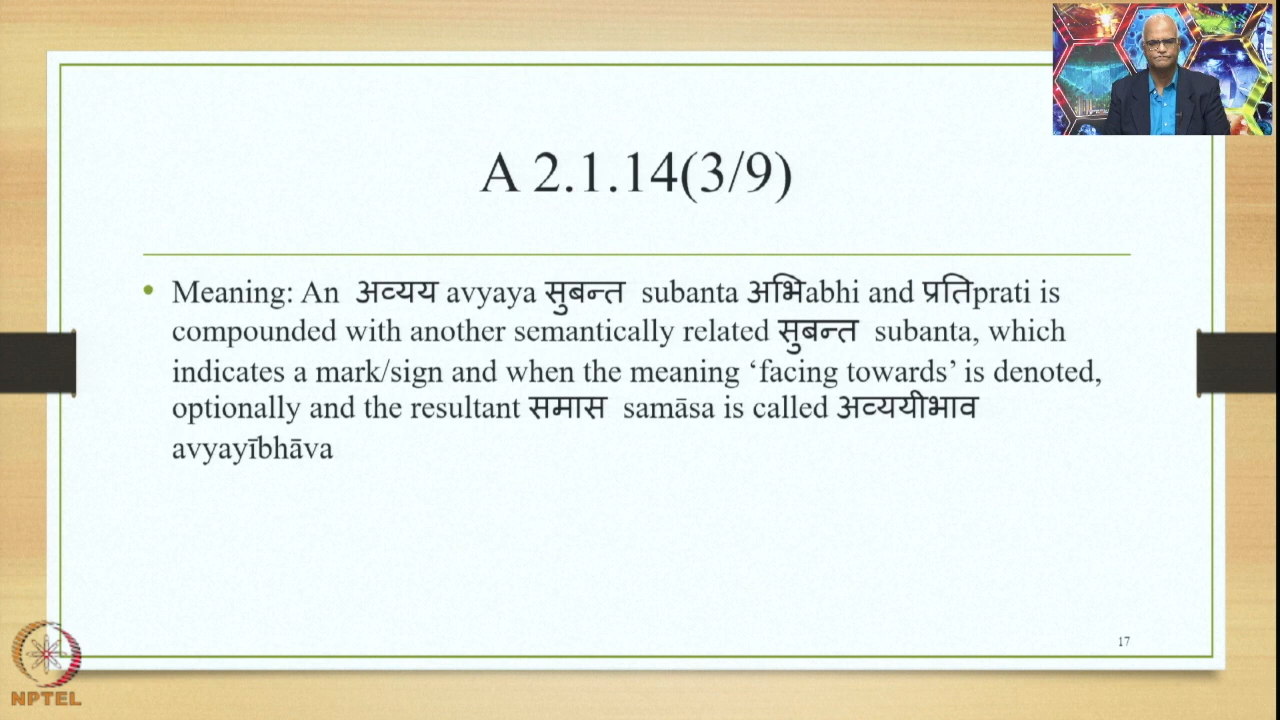 A 2.1.14(3/9)
• Meaning: An अव्यय avyaya सुबन्त subanta अभिabhi and प्रतिprati is
compounded with another semantically related सुबन्त subanta, which
indicates a mark/sign and when the meaning ‘facing towards’ is denoted,
optionally and the resultant समास samāsa is called अव्ययीभाव
avyayībhāva
17
NPTEL